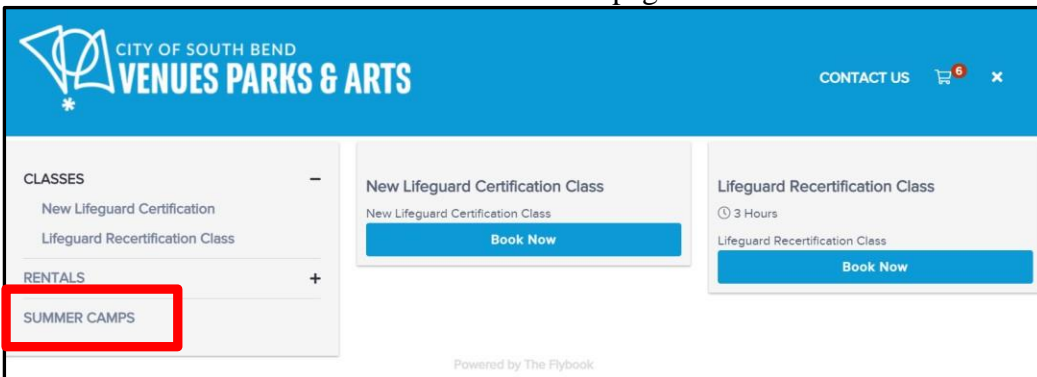 CITY OF SOUTH BEND
VENUES PARKS & ARTS
CONTACT US
6
CLASSES
New Lifeguard Certification
Lifeguard Recertification Class
RENTALS
SUMMER CAMPS
New Lifeguard Certification Class
New Lifeguard Certification Class
Book Now
Lifeguard Recertification Class
3 Hours
Lifeguard Recertification Class
Book Now
Powered by The Flybook